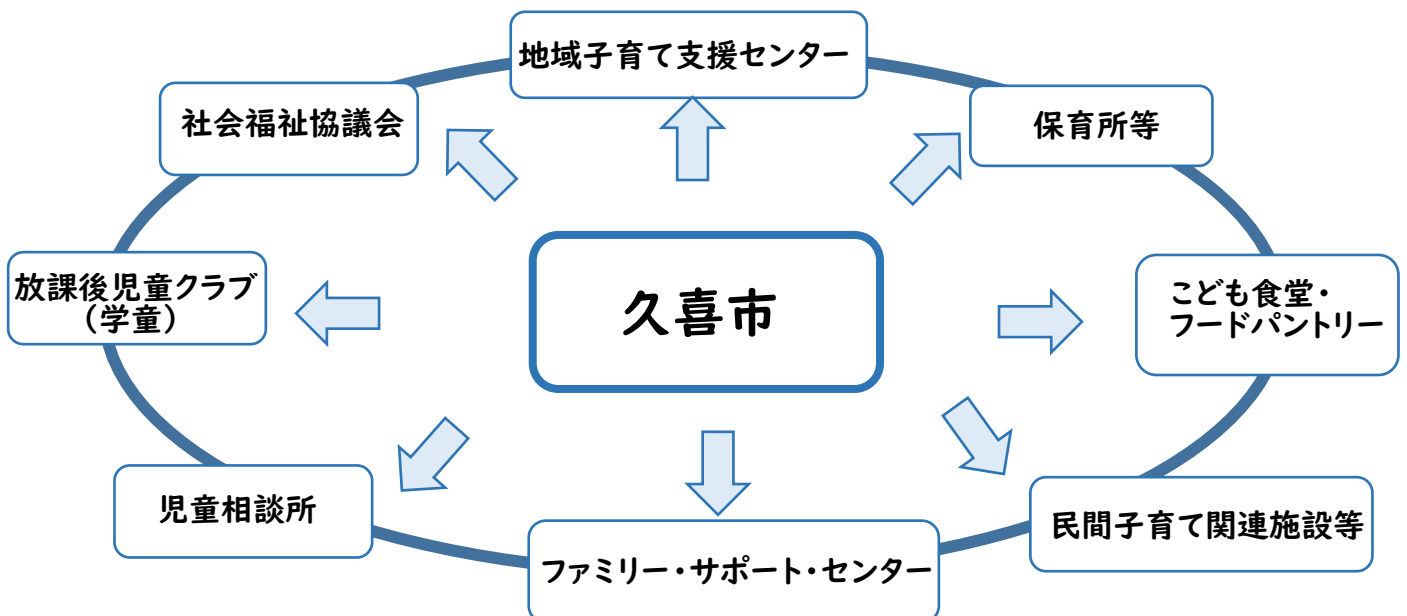 地域子育て支援センター
社会福祉協議会
保育所等
放課後児童クラブ
(学童)
久喜市
こども食堂・
フードパントリー
児童相談所
民間子育て関連施設等
ファミリー・サポート・センター